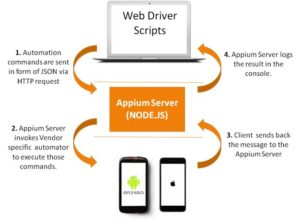 Web Driver
Scripts
1. Automation
commands are sent
in form of JSON via
HTTP request
4. Appium Server logs
the result in the
console.
Appium Server
(NODE.JS)
2. Appium Server
invokes Vendor
specific automator
to execute those
commands.
3. Client sends back
the message to the
Appium Server
ANDROID